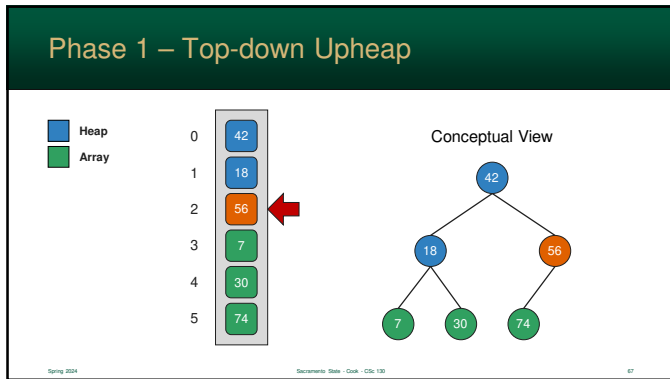 Phase 1 – Top-down Upheap
Heap
Array
0 42
1 18
2 56
3 7
4 30
5 74
Conceptual View
42
18 56
7 30 74
Spring 2024 Sacramento State - Cook - CSc 130 67